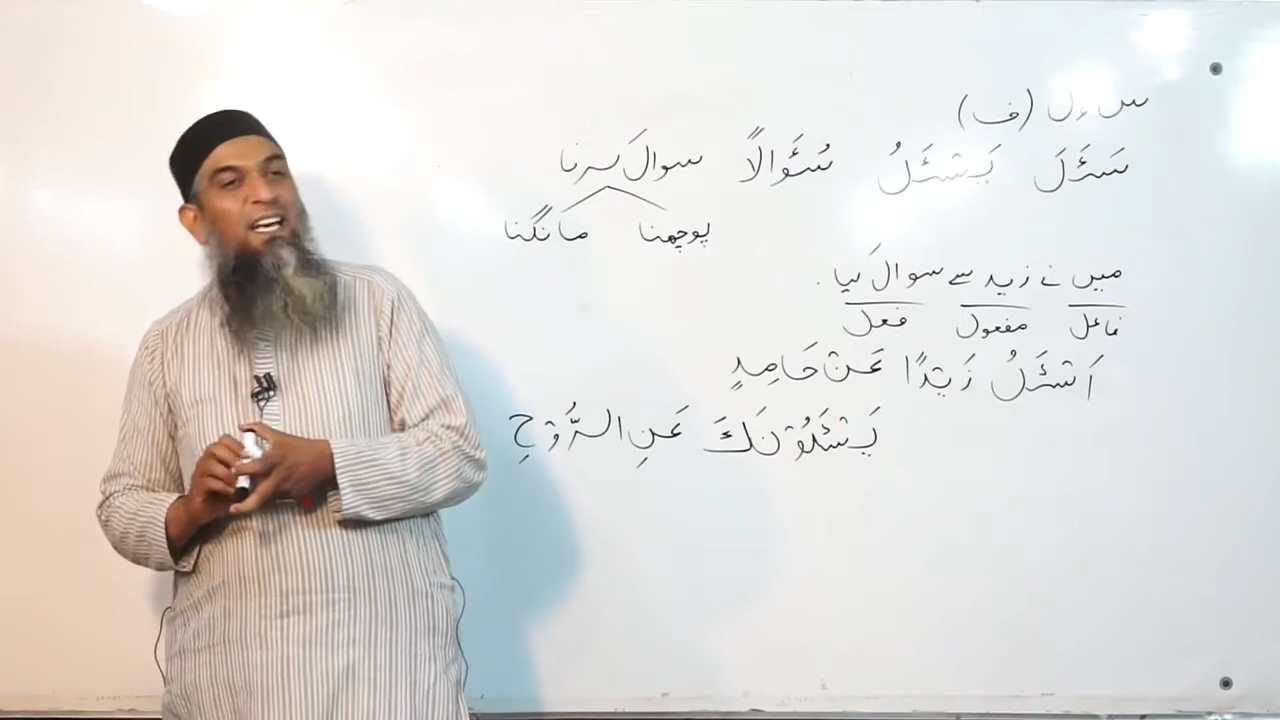 س ء ل (ف)
سَئَلَ يَسْئَلُ سُؤَالًا سوال کرنا
پوچھنا مانگنا
میں نے زید سے سوال کیا۔
فاعل مفعول فعل
اَسْئَلُ زَيْدًا عَنْ حَامِدٍ
يَسْئَلُوْنَكَ عَنِ الرُّوْحِ